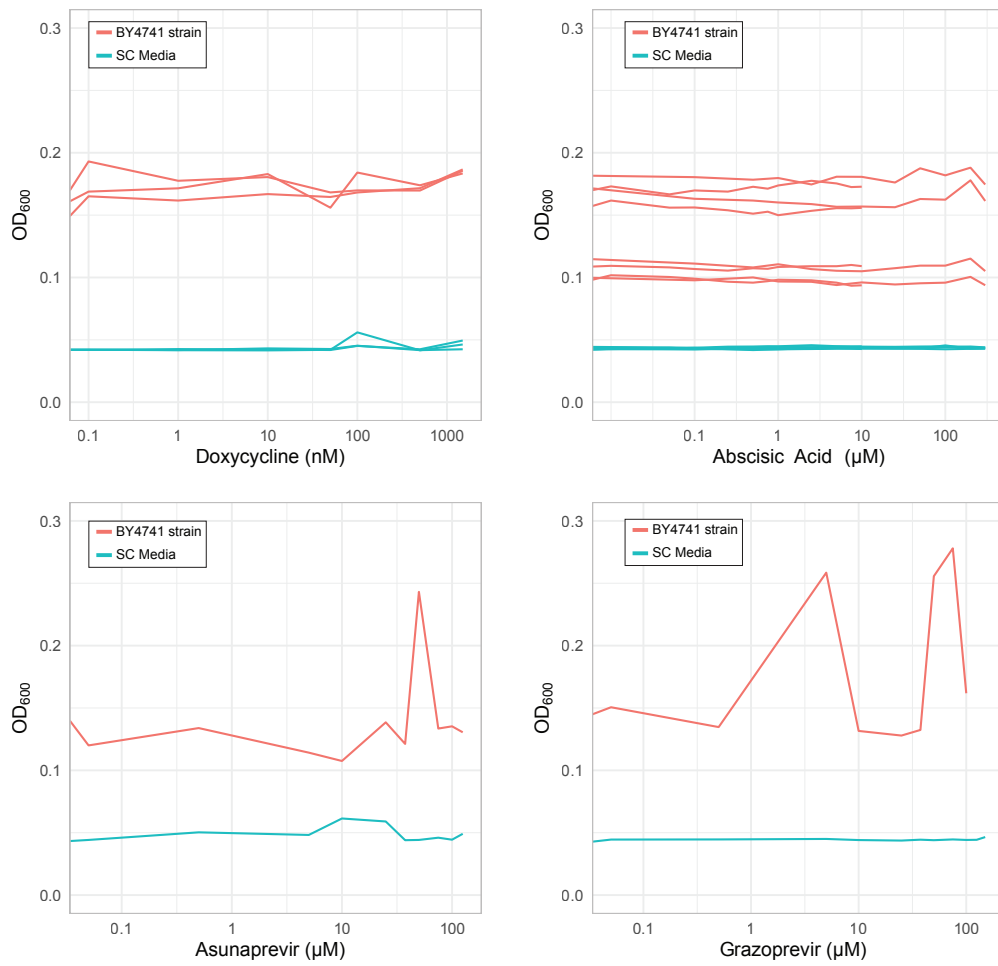 0.3
0.2
0.1
0.0
OD600
BY4741 strain
SC Media
0.1 1 10 100 1000
Doxycycline (nM)
0.3
0.2
0.1
0.0
OD600
BY4741 strain
SC Media
0.1 1 10 100
Abscisic Acid (µM)
0.3
0.2
0.1
0.0
OD600
BY4741 strain
SC Media
0.1 1 10 100
Asunaprevir (µM)
0.3
0.2
0.1
0.0
OD600
BY4741 strain
SC Media
0.1 1 10 100
Grazoprevir (µM)